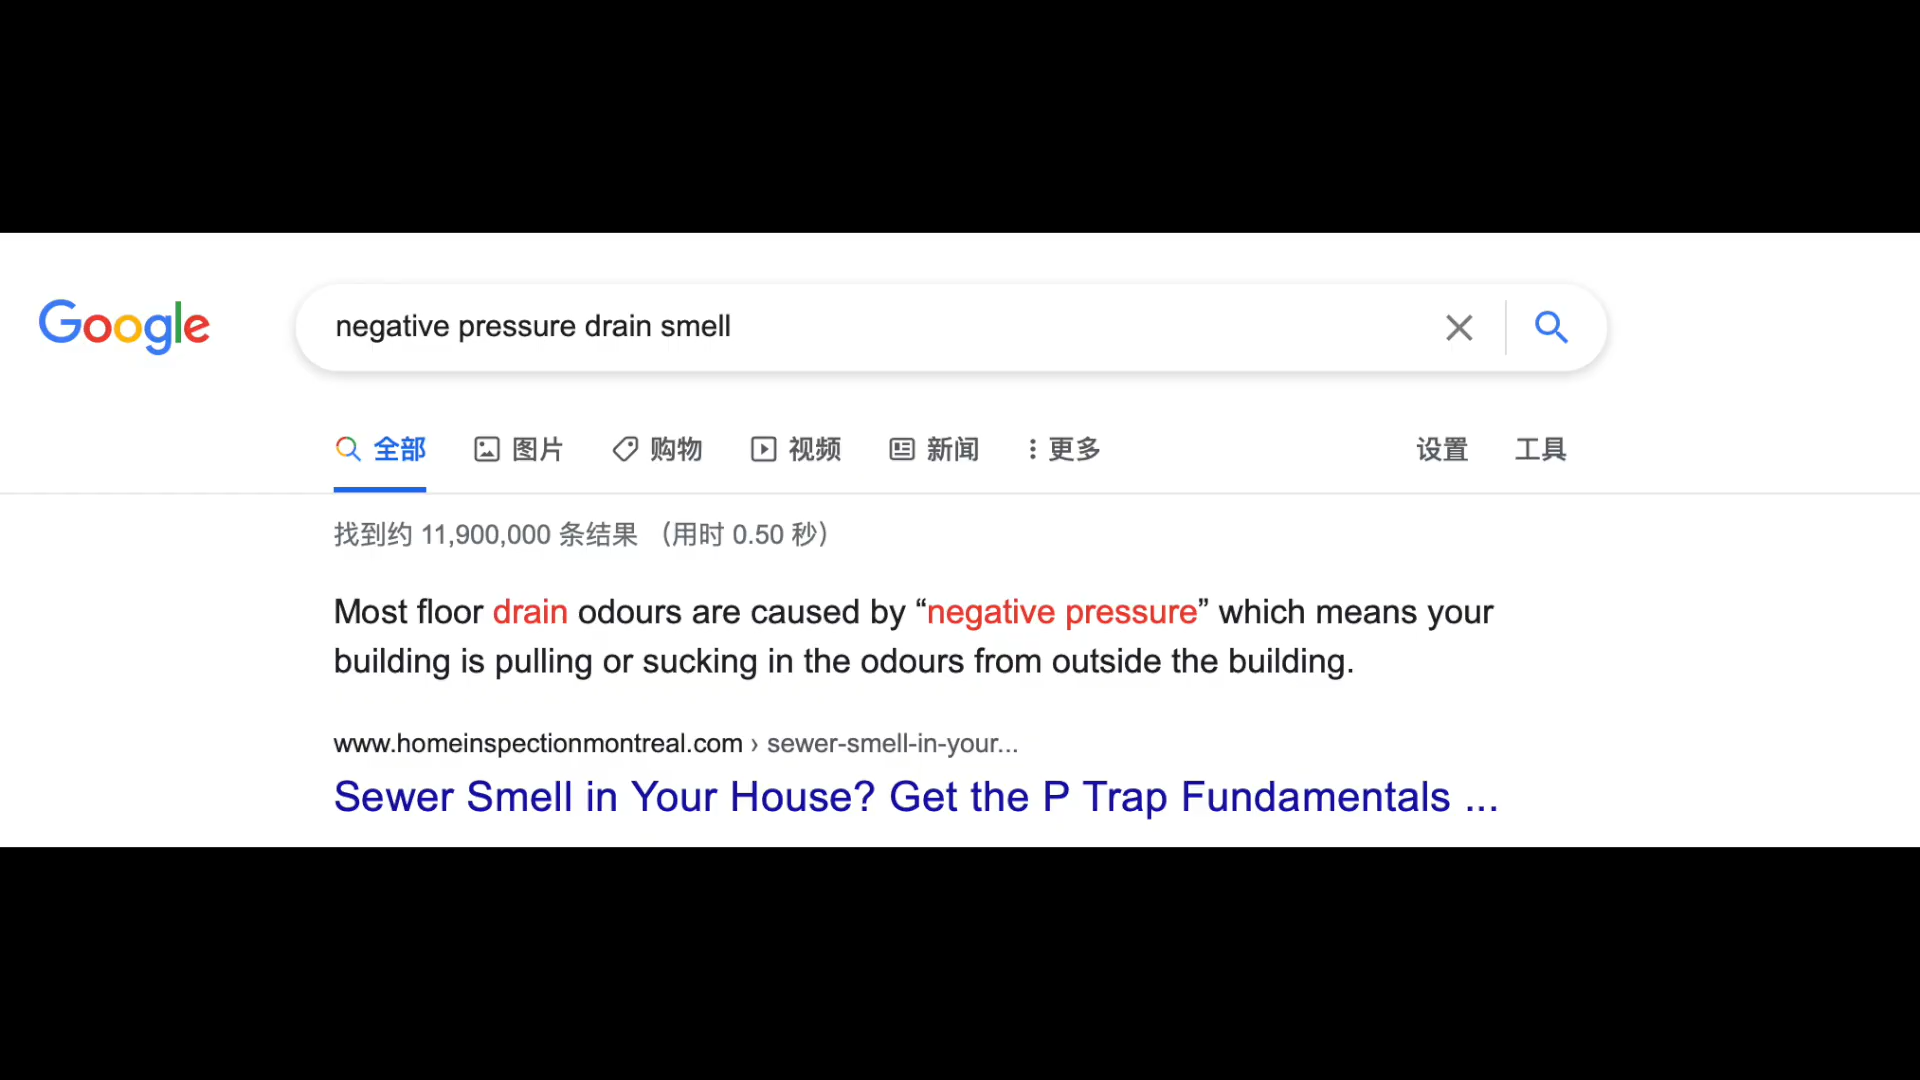 Google
negative pressure drain smell
全部 图片 购物 视频 新闻 更多 设置 工具
找到约 11,900,000 条结果 （用时 0.50 秒）
Most floor drain odours are caused by “negative pressure” which means your
building is pulling or sucking in the odours from outside the building.
www.homeinspectionmontreal.com › sewer-smell-in-your...
Sewer Smell in Your House? Get the P Trap Fundamentals ...